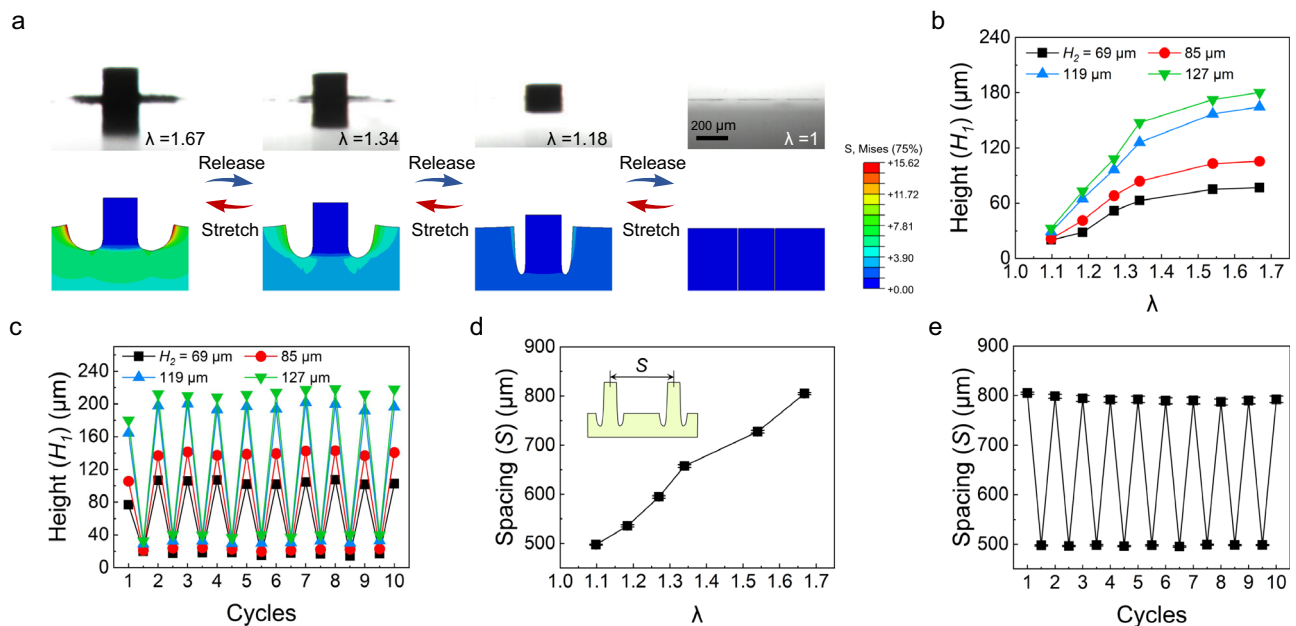 a
λ=1.67
λ=1.34
λ=1.18
200 µm
λ=1
Release
Stretch
Release
Stretch
Release
Stretch
S, Mises (75%)
+15.62
+11.72
+7.81
+3.90
+0.00
b
H2 = 69 µm
85 µm
119 µm
127 µm
Height (H1) (µm)
240
180
120
60
0
1.0 1.1 1.2 1.3 1.4 1.5 1.6 1.7
λ
c
H2 = 69 µm
85 µm
119 µm
127 µm
Height (H1) (µm)
240
200
160
120
80
40
0
1 2 3 4 5 6 7 8 9 10
Cycles
d
S
Spacing (S) (µm)
900
800
700
600
500
1.0 1.1 1.2 1.3 1.4 1.5 1.6 1.7
λ
e
Spacing (S) (µm)
900
800
700
600
500
1 2 3 4 5 6 7 8 9 10
Cycles